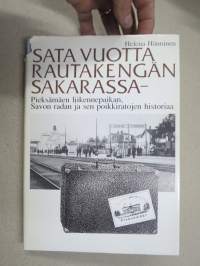 Helena Hänninen
SATA VUOTTA
RAUTAKENGÄN
SAKARASSA–
Pieksämäen liikennepaikan,
Savon radan ja sen poikkiratojen historiaa